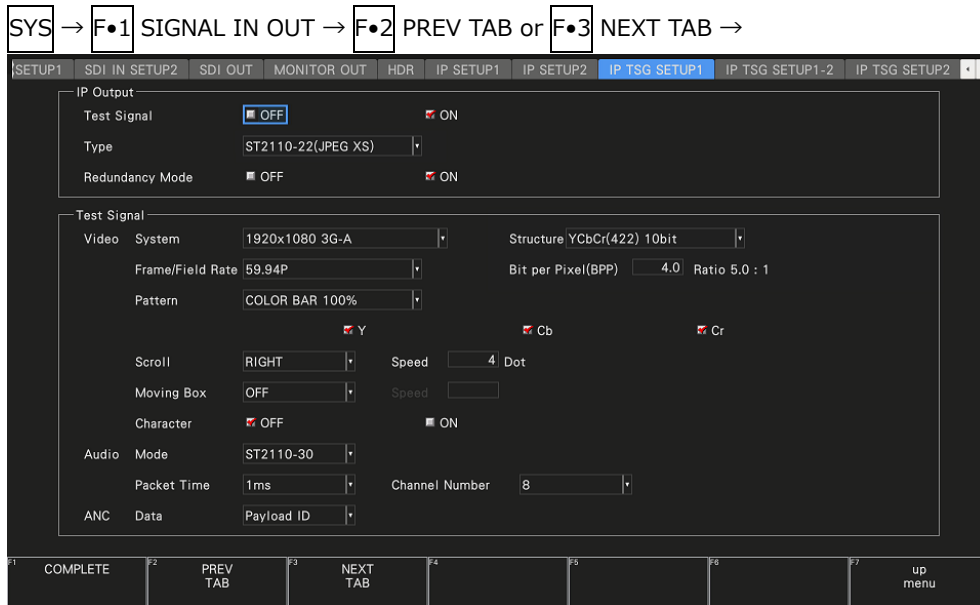 SYS → F•1 SIGNAL IN OUT → F•2 PREV TAB or F•3 NEXT TAB →
SETUP1 SDI IN SETUP2 SDI OUT MONITOR OUT HDR IP SETUP1 IP SETUP2 IP TSG SETUP1 IP TSG SETUP1-2 IP TSG SETUP2
IP Output
Test Signal OFF ON
Type ST2110-22(JPEG XS)
Redundancy Mode OFF ON
Test Signal
Video System 1920x1080 3G-A Structure YCbCr(422) 10bit
Frame/Field Rate 59.94P Bit per Pixel(BPP) 4.0 Ratio 5.0 : 1
Pattern COLOR BAR 100%
Y Cb Cr
Scroll RIGHT Speed 4 Dot
Moving Box OFF Speed
Character OFF ON
Audio Mode ST2110-30
Packet Time 1ms Channel Number 8
ANC Data Payload ID
F1 COMPLETE F2 PREV TAB F3 NEXT TAB F4 F5 F6 F7 up menu